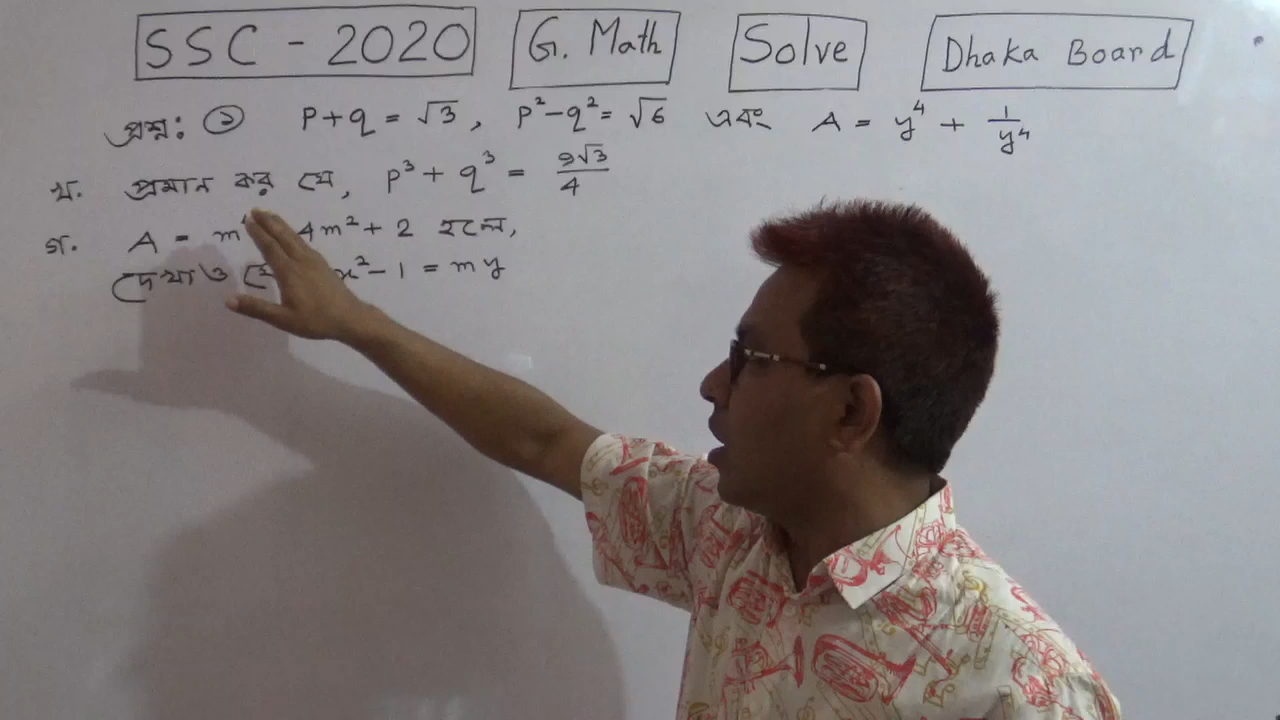 SSC - 2020 G. Math Solve Dhaka Board
প্রশ্ন: ১ p+q = √3, p²-q² = √6 এবং A = y⁴ + 1/y⁴
খ. প্রমান কর যে, p³ + q³ = 9√3/4
গ. A = m⁴ 4m² + 2 হলে,
দেখাও x² - 1 = my